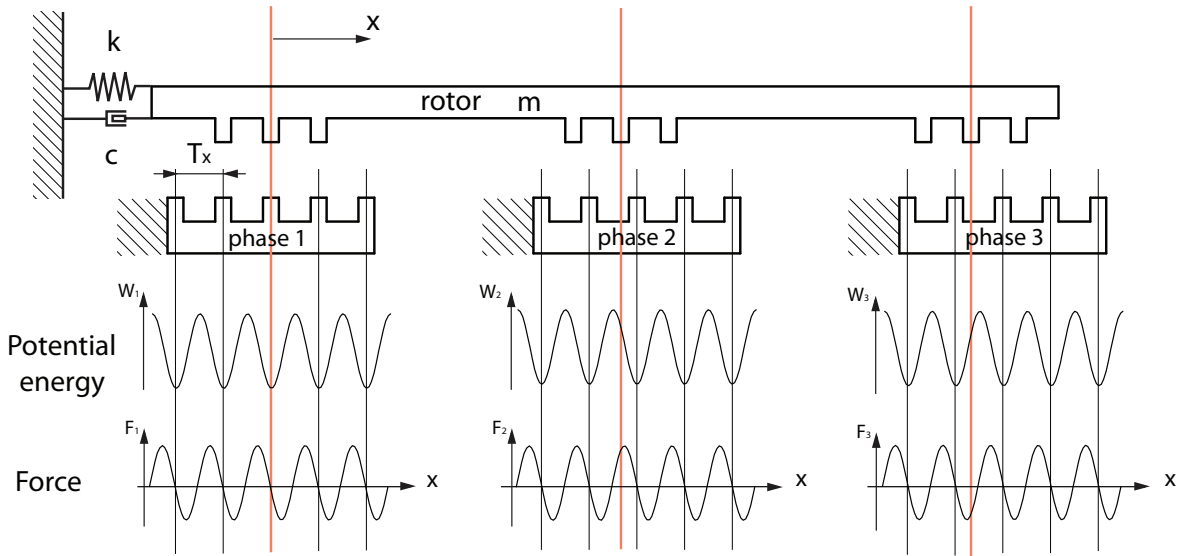 x
k
rotor m
c
Tx
phase 1
phase 2
phase 3
W1
W2
W3
Potential
energy
F1
F2
F3
Force
x
x
x